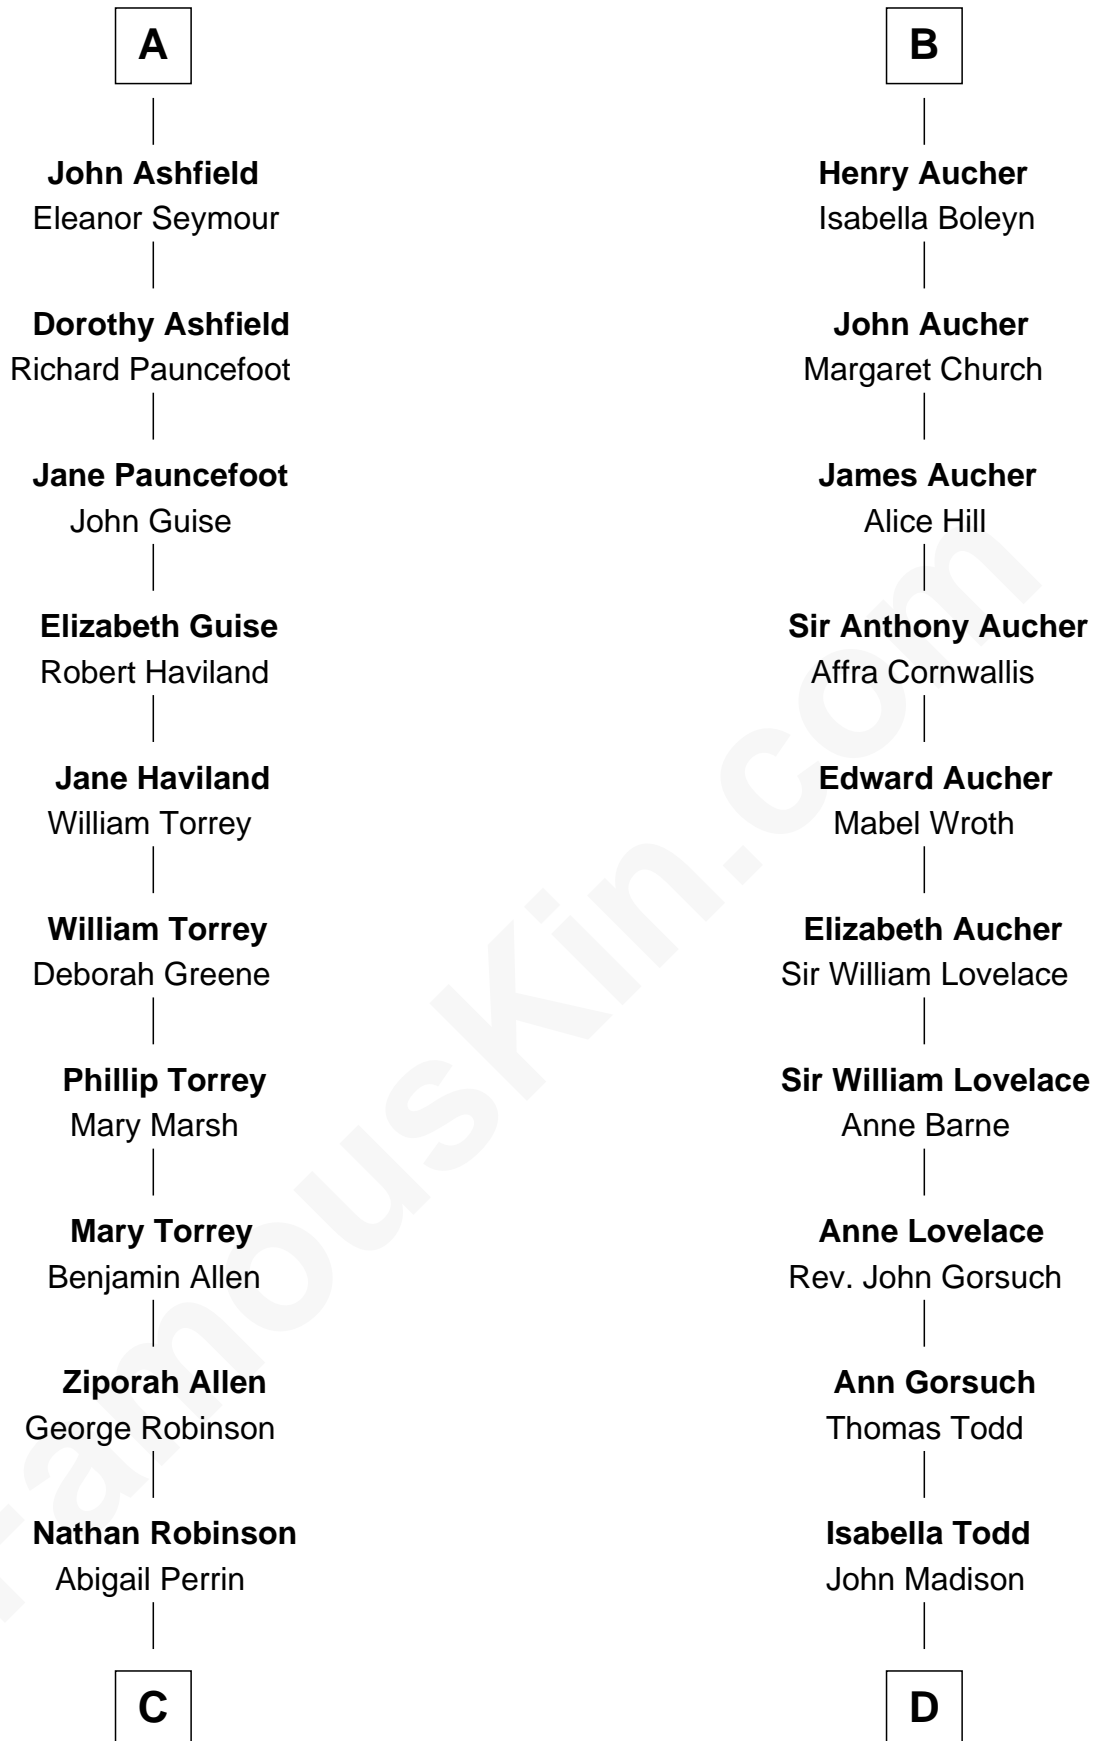 A
John Ashfield
Eleanor Seymour
Dorothy Ashfield
Richard Pauncefoot
Jane Pauncefoot
John Guise
Elizabeth Guise
Robert Haviland
Jane Haviland
William Torrey
William Torrey
Deborah Greene
Phillip Torrey
Mary Marsh
Mary Torrey
Benjamin Allen
Ziporah Allen
George Robinson
Nathan Robinson
Abigail Perrin
C
B
Henry Aucher
Isabella Boleyn
John Aucher
Margaret Church
James Aucher
Alice Hill
Sir Anthony Aucher
Affra Cornwallis
Edward Aucher
Mabel Wroth
Elizabeth Aucher
Sir William Lovelace
Sir William Lovelace
Anne Barne
Anne Lovelace
Rev. John Gorsuch
Ann Gorsuch
Thomas Todd
Isabella Todd
John Madison
D
FamousKin.com